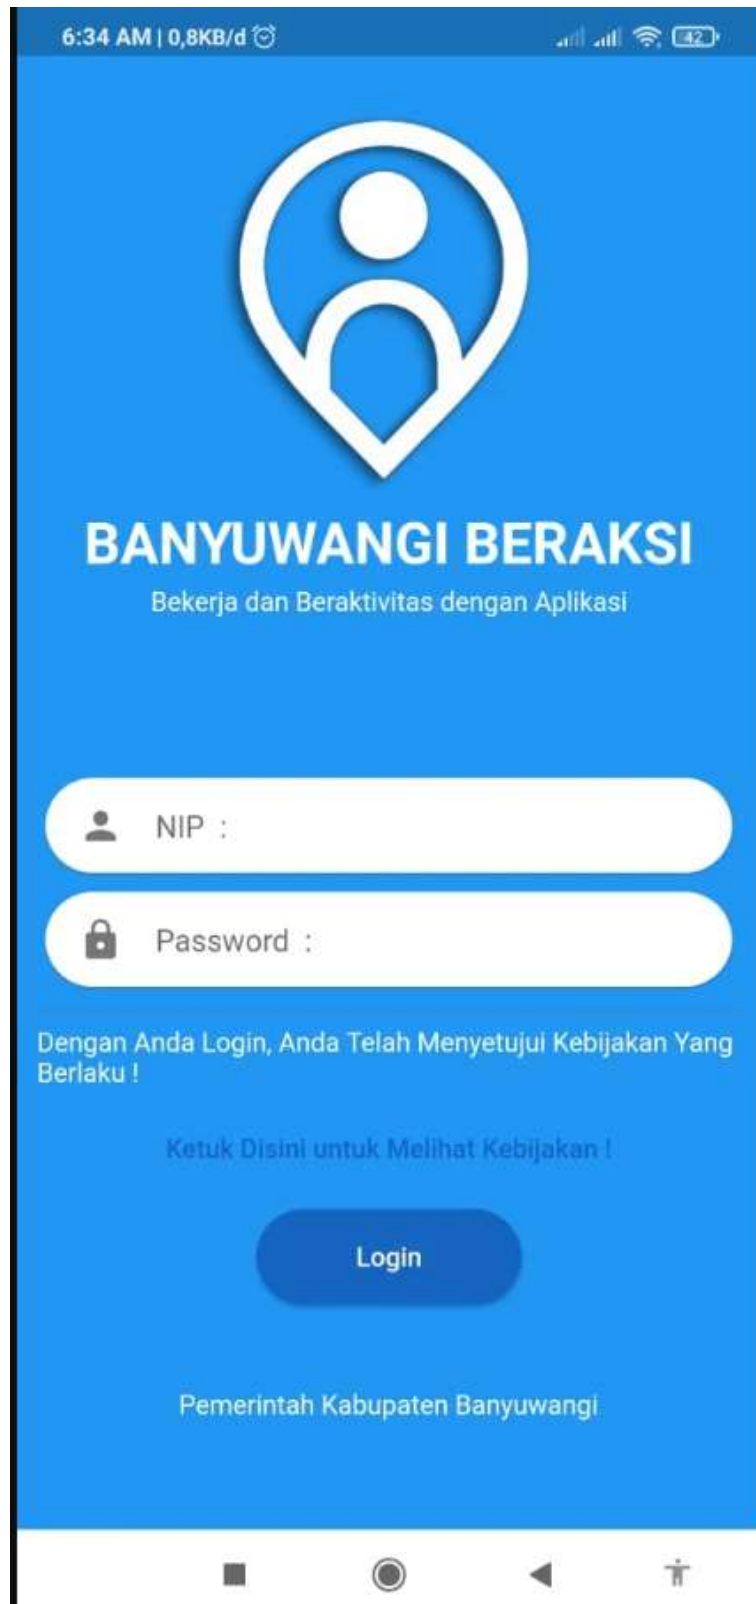 6:34 AM | 0,8KB/d
42
BANYUWANGI BERAKSI
Bekerja dan Beraktivitas dengan Aplikasi
NIP :
Password :
Dengan Anda Login, Anda Telah Menyetujui Kebijakan Yang
Berlaku !
Ketuk Disini untuk Melihat Kebijakan !
Login
Pemerintah Kabupaten Banyuwangi